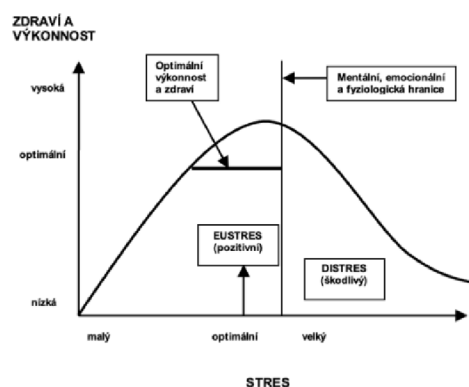 ZDRAVÍ A
VÝKONNOST
vysoká
Optimální
výkonnost
a zdraví
Mentální, emocionální
a fyziologická hranice
optimální
EUSTRES
(pozitivní)
DISTRES
(škodlivý)
nízká
malý
optimální
velký
STRES